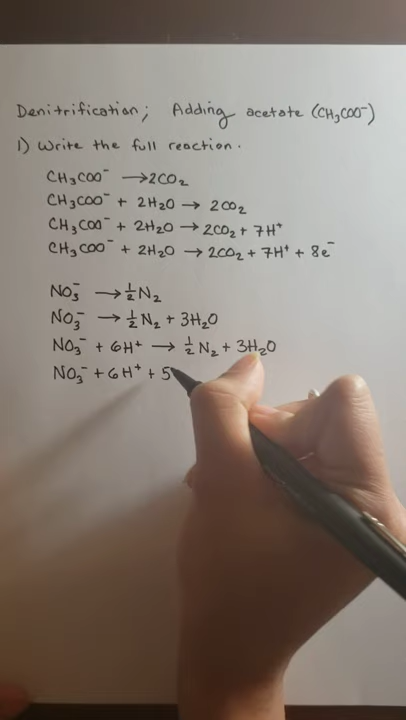 Denitrification; Adding acetate (CH₃COO⁻)
1) Write the full reaction.
CH₃COO⁻ → 2CO₂
CH₃COO⁻ + 2H₂O → 2CO₂
CH₃COO⁻ + 2H₂O → 2CO₂ + 7H⁺
CH₃COO⁻ + 2H₂O → 2CO₂ + 7H⁺ + 8e⁻
NO₃⁻ → ½N₂
NO₃⁻ → ½N₂ + 3H₂O
NO₃⁻ + 6H⁺ → ½N₂ + 3H₂O
NO₃⁻ + 6H⁺ + 5